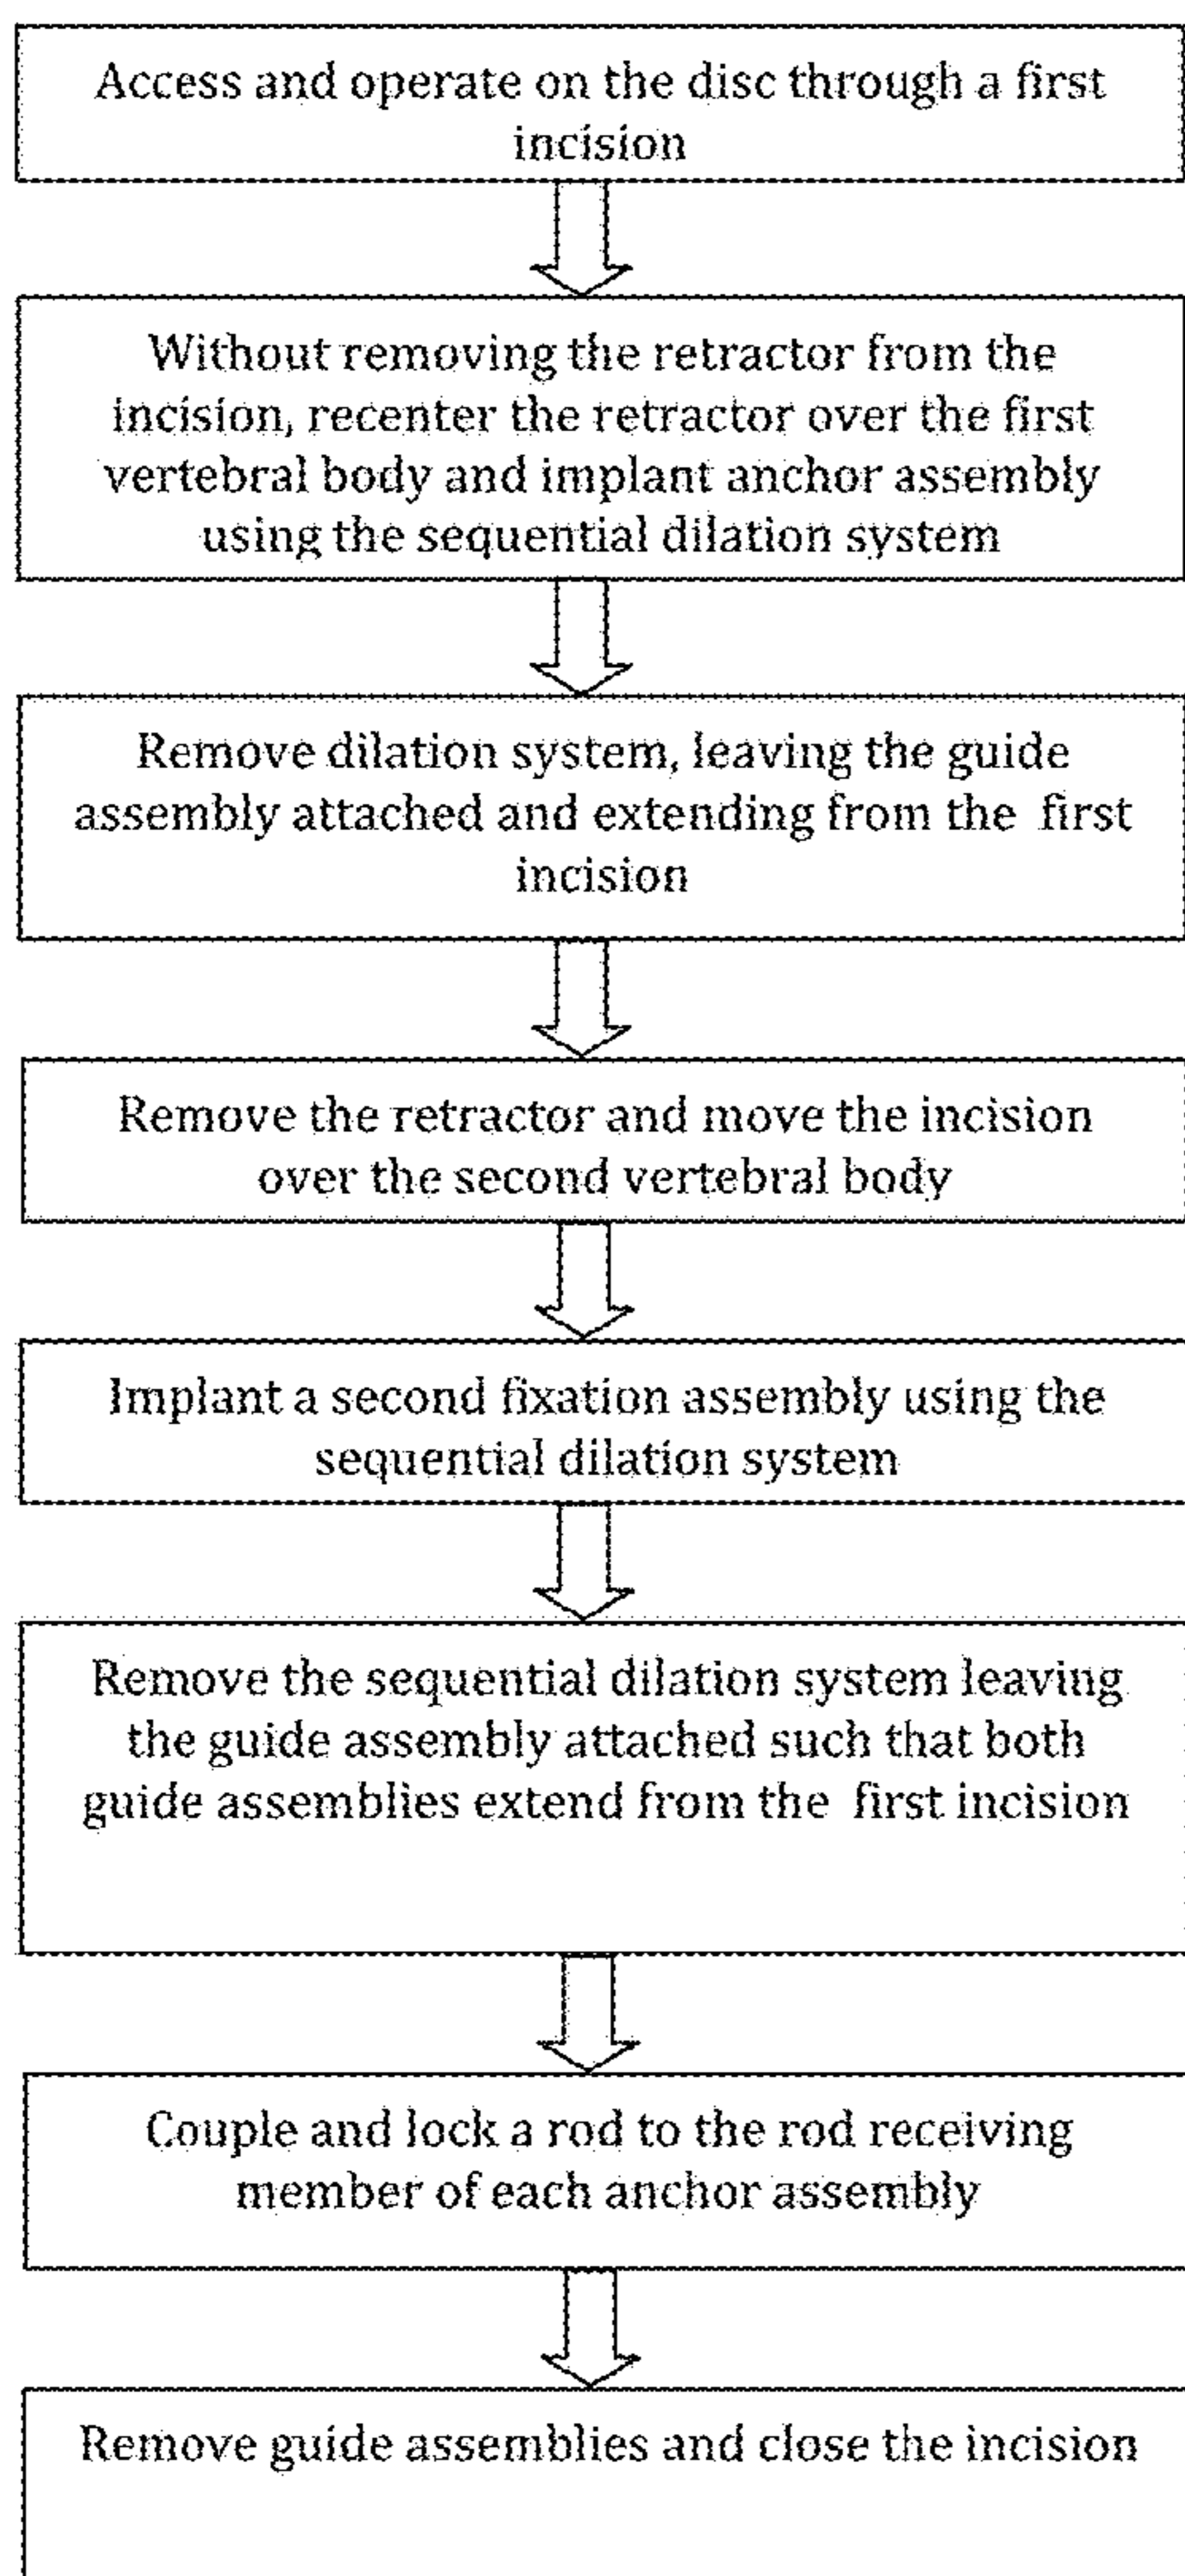 Access and operate on the disc through a first
incision
Without removing the retractor from the
incision, recenter the retractor over the first
vertebral body and implant anchor assembly
using the sequential dilation system
Remove dilation system, leaving the guide
assembly attached and extending from the first
incision
Remove the retractor and move the incision
over the second vertebral body
Implant a second fixation assembly using the
sequential dilation system
Remove the sequential dilation system leaving
the guide assembly attached such that both
guide assemblies extend from the first incision
Couple and lock a rod to the rod receiving
member of each anchor assembly
Remove guide assemblies and close the incision